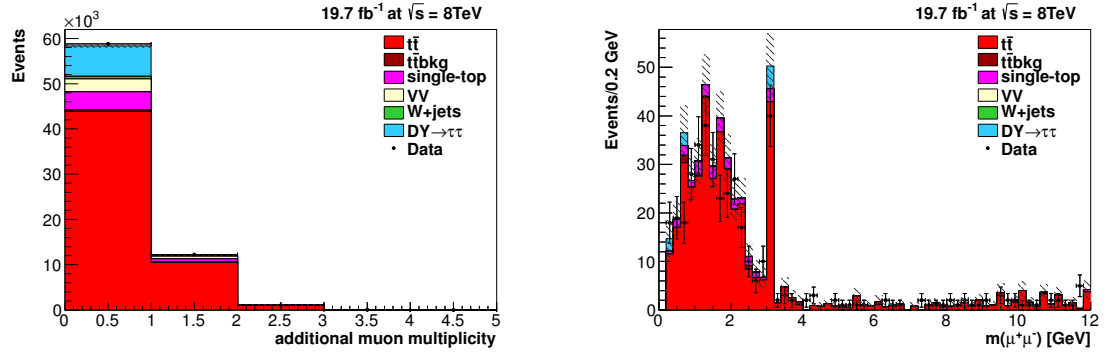 19.7 fb⁻¹ at √s = 8TeV
×10³
Events
60
50
40
30
20
10
0
tt̄
tt̄bkg
single-top
VV
W+jets
DY→ττ
Data
0 0.5 1 1.5 2 2.5 3 3.5 4 4.5 5
additional muon multiplicity
19.7 fb⁻¹ at √s = 8TeV
Events/0.2 GeV
50
40
30
20
10
0
tt̄
tt̄bkg
single-top
VV
W+jets
DY→ττ
Data
0 2 4 6 8 10 12
m(μ⁺μ⁻) [GeV]